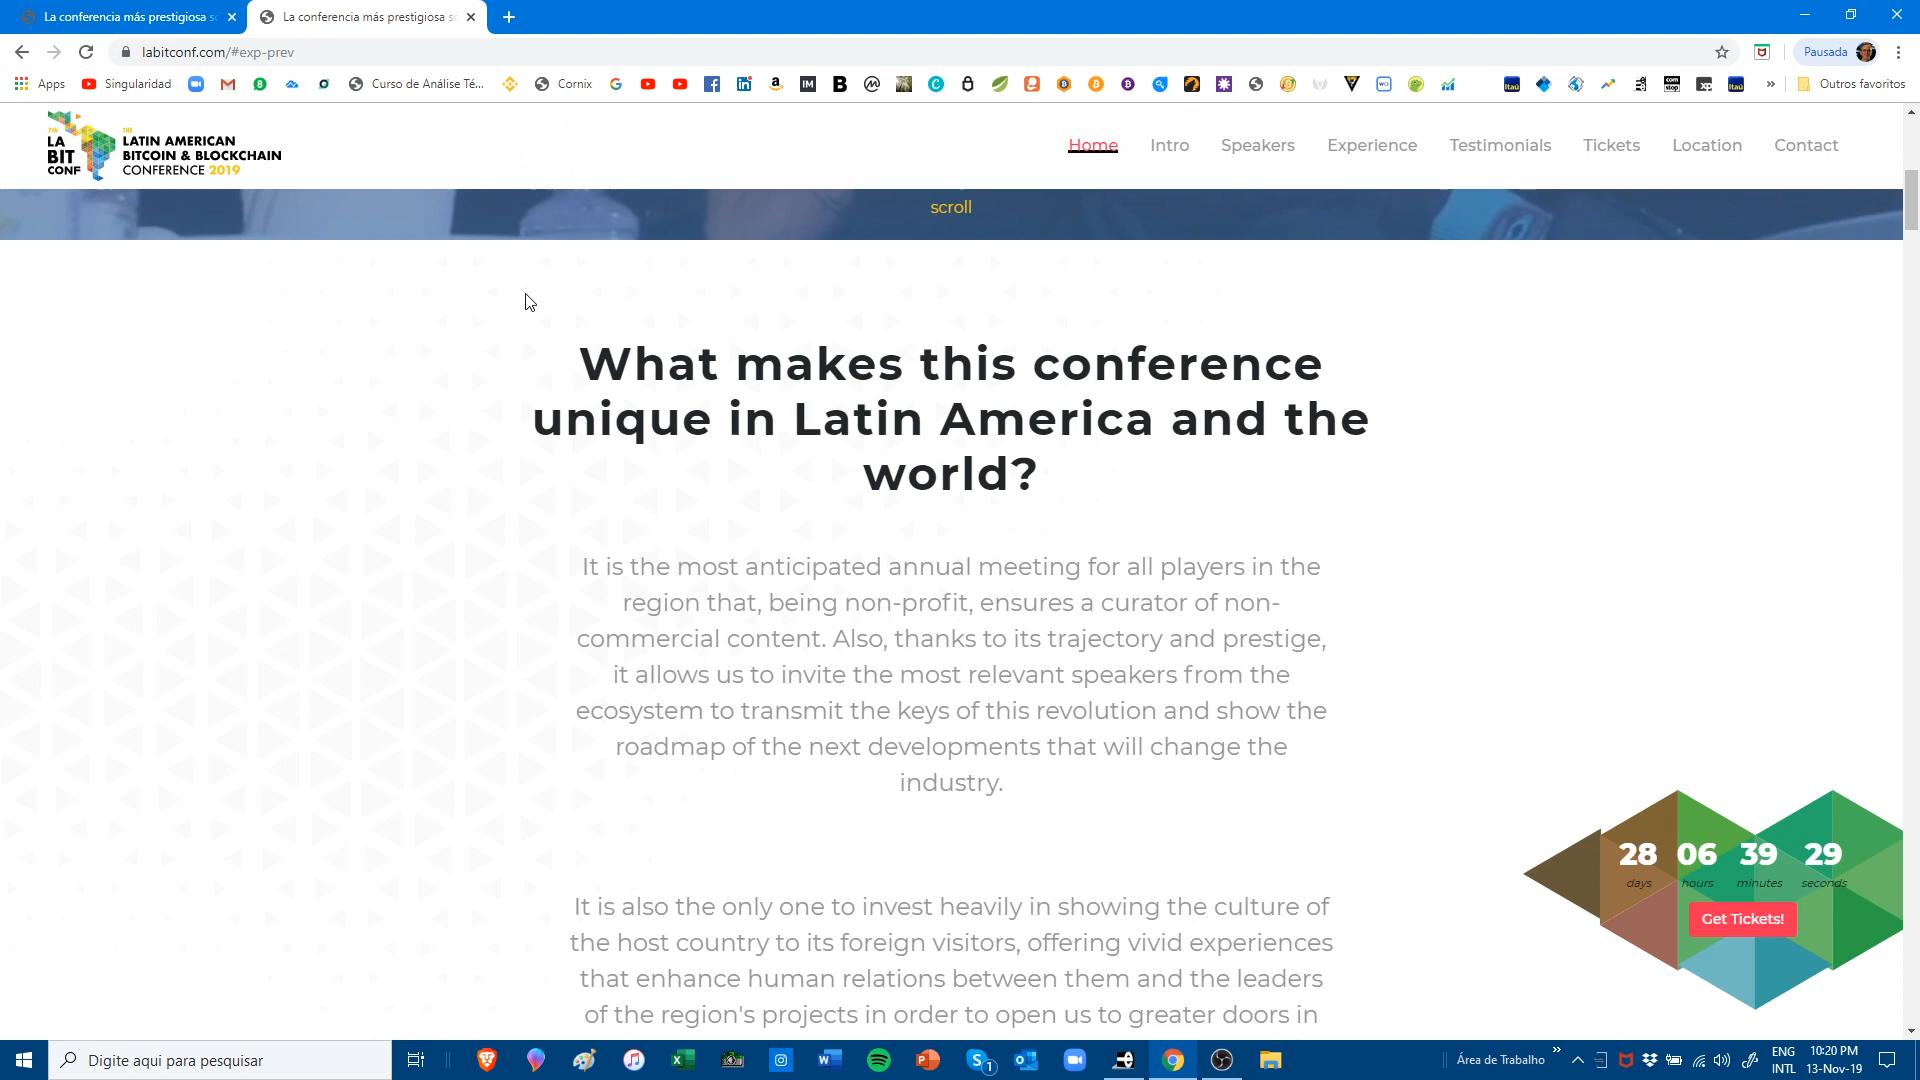 La conferencia más prestigiosa so
La conferencia más prestigiosa so
labitconf.com/#exp-prev
Pausada
Apps
Singularidad
Curso de Análise Té...
Cornix
Outros favoritos
7th
LA
BIT
CONF
THE
LATIN AMERICAN
BITCOIN & BLOCKCHAIN
CONFERENCE 2019
Home
Intro
Speakers
Experience
Testimonials
Tickets
Location
Contact
scroll
What makes this conference
unique in Latin America and the
world?
It is the most anticipated annual meeting for all players in the
region that, being non-profit, ensures a curator of non-
commercial content. Also, thanks to its trajectory and prestige,
it allows us to invite the most relevant speakers from the
ecosystem to transmit the keys of this revolution and show the
roadmap of the next developments that will change the
industry.
It is also the only one to invest heavily in showing the culture of
the host country to its foreign visitors, offering vivid experiences
that enhance human relations between them and the leaders
of the region's projects in order to open us to greater doors in
28 06 39 29
days hours minutes seconds
Get Tickets!
Digite aqui para pesquisar
Área de Trabalho
ENG
INTL
10:20 PM
13-Nov-19